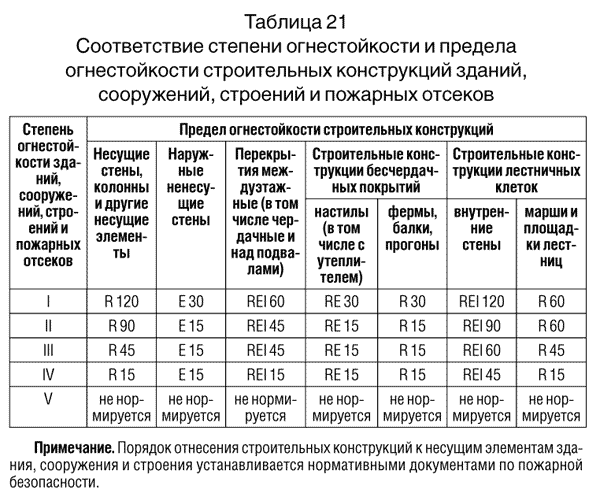 Таблица 21
Соответствие степени огнестойкости и предела
огнестойкости строительных конструкций зданий,
сооружений, строений и пожарных отсеков
Степень
огнестой-
кости зда-
ний,
сооруже-
ний, стро-
ений и
пожарных
отсеков
Предел огнестойкости строительных конструкций
Несущие
стены,
колонны
и другие
несущие
элемен-
ты
Наруж-
ные
ненесу-
щие
стены
Перекры-
тия меж-
дуэтаж-
ные (в том
числе чер-
дачные и
над подва-
лами)
Строительные конс-
трукции бесчердач-
ных покрытий
настилы
(в том
числе с
утепли-
телем)
фермы,
балки,
прогоны
Строительные конс-
трукции лестничных
клеток
внутрен-
ние
стены
марши и
площад-
ки лест-
ниц
I R 120 E 30 REI 60 RE 30 R 30 REI 120 R 60
II R 90 E 15 REI 45 RE 15 R 15 REI 90 R 60
III R 45 E 15 REI 45 RE 15 R 15 REI 60 R 45
IV R 15 E 15 REI 15 RE 15 R 15 REI 45 R 15
V не нор- не нор- не норми- не нор- не нор- не нор- не нор-
мируется мируется руется мируется мируется мируется мируется
Примечание. Порядок отнесения строительных конструкций к несущим элементам зда-
ния, сооружения и строения устанавливается нормативными документами по пожарной
безопасности.